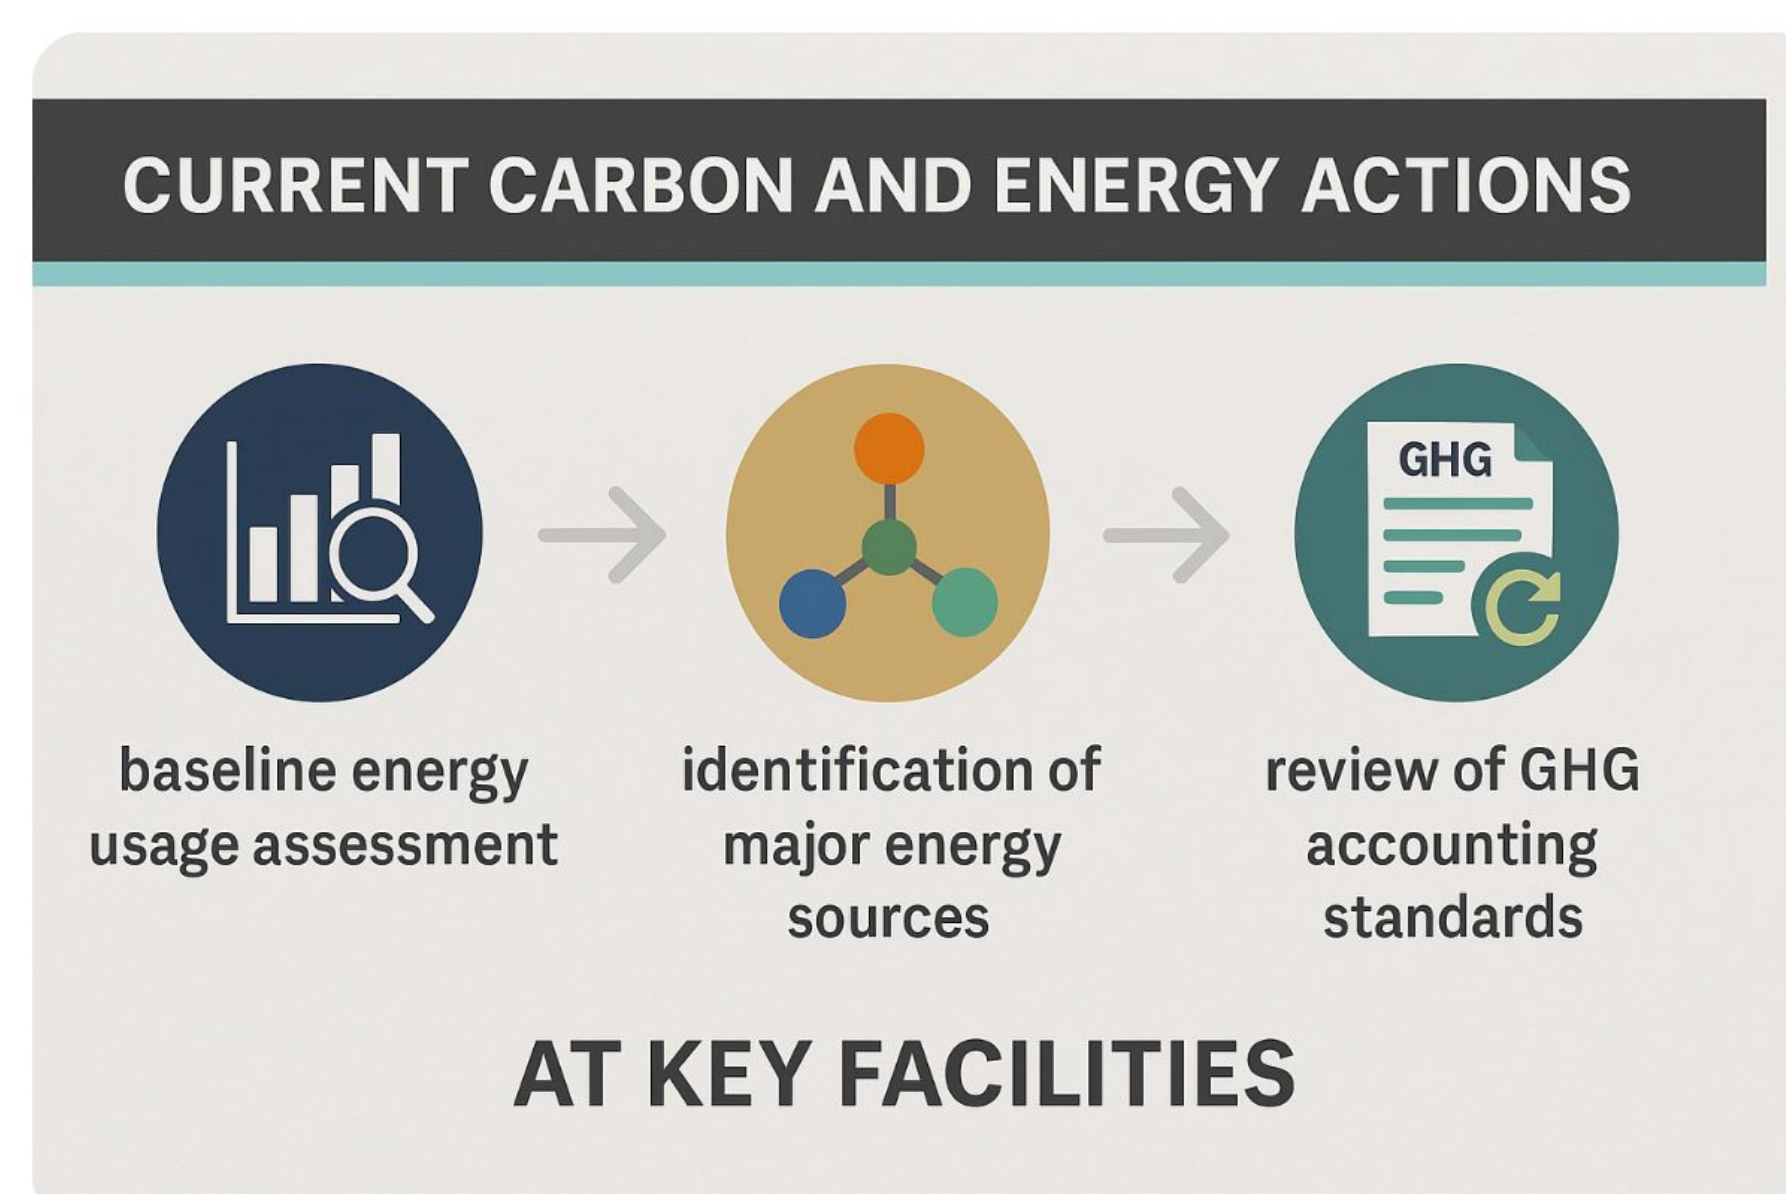 CURRENT CARBON AND ENERGY ACTIONS
GHG
baseline energy
usage assessment
identification of
major energy
sources
review of GHG
accounting
standards
AT KEY FACILITIES